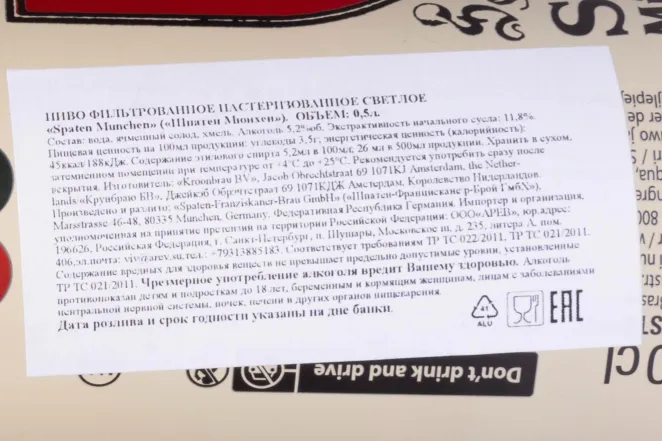 ПИВО ФИЛЬТРОВАННОЕ ПАСТЕРИЗОВАННОЕ СВЕТЛОЕ
«Spaten Munchen» («Шпатен Мюнхен»). ОБЪЕМ: 0,5л.
Состав: вода, ячменный солод, хмель. Алкоголь 5,2%об. Экстрактивность начального сусла: 11,8%.
Пищевая ценность на 100мл продукции: углеводы 3,5г, энергетическая ценность (калорийность):
45ккал/188кДж. Содержание этилового спирта 5,2мл в 100мл; 26 мл в 500мл продукции. Хранить в сухом,
затемненном помещении при температуре от +4°С до +25°С. Рекомендуется употребить сразу после
вскрытия. Изготовитель: «Kroonbrau BV», Jacob Obrechtstraat 69 1071KJ Amsterdam, the Nether-
lands «Крунбрау БВ», Джейкоб Обрехтстраат 69 1071КДЖ Амстердам, Королевство Нидерландов.
Произведено и разлито: «Spaten-Franziskaner-Brau GmbH» («Шпатен-Францискане р-Брой ГмбХ»),
Marsstrasse 46-48, 80335 Munchen, Germany, Федеративная Республика Германия. Импортер и организация,
уполномоченная на принятие претензии на территории Российской Федерации: ООО«АРЕВ», юр.адрес:
196626, Российская Федерация, г. Санкт-Петербург, п. Шушары, Московское ш, д. 235, литера А, пом.
406,эл.почта: тел.: +79313885183. Соответствует требованиям ТР ТС 022/2011, ТР ТС 021/2011.
Содержание вредных для здоровья веществ не превышает предельно допустимые уровни, установленные
ТР ТС 021/2011. Чрезмерное употребление алкоголя вредит Вашему здоровью. Алкоголь
противопоказан детям и подросткам до 18 лет, беременным и кормящим женщинам, лицам с заболеваниями
центральной нервной системы, почек, печени и других органов пищеварения.
Дата розлива и срок годности указаны на дне банки.
41
ALU
EAC
Don't drink and drive